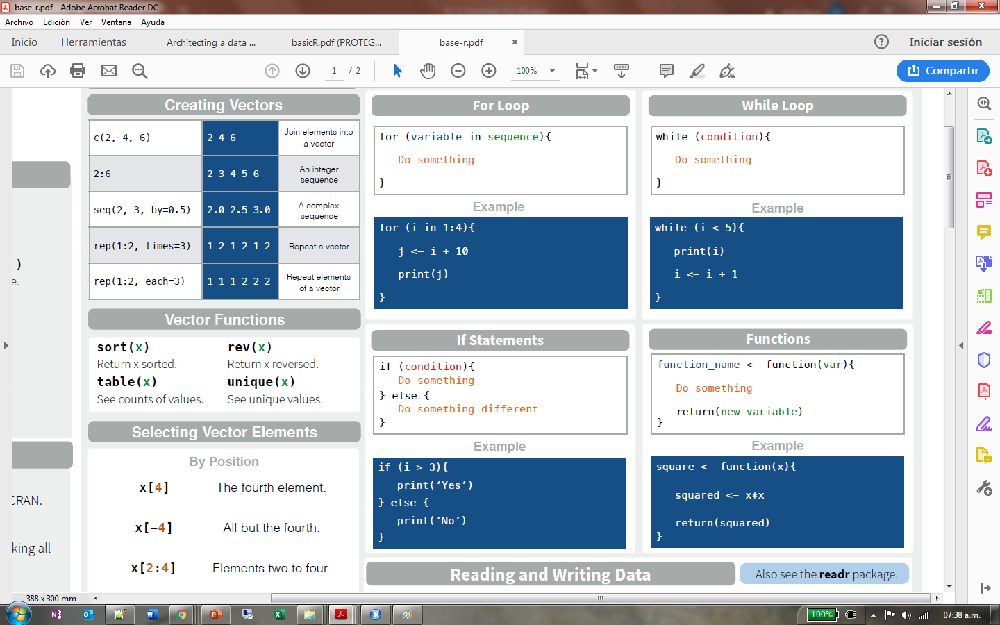 base-r.pdf - Adobe Acrobat Reader DC
Archivo Edición Ver Ventana Ayuda
Inicio Herramientas Architecting a data ... basicR.pdf (PROTEG... base-r.pdf × Iniciar sesión
1 / 2 100% Compartir
Creating Vectors
c(2, 4, 6) 2 4 6 Join elements into
a vector
2:6 2 3 4 5 6 An integer
sequence
seq(2, 3, by=0.5) 2.0 2.5 3.0 A complex
sequence
rep(1:2, times=3) 1 2 1 2 1 2 Repeat a vector
rep(1:2, each=3) 1 1 1 2 2 2 Repeat elements
of a vector
Vector Functions
sort(x) rev(x)
Return x sorted. Return x reversed.
table(x) unique(x)
See counts of values. See unique values.
Selecting Vector Elements
By Position
x[4] The fourth element.
x[-4] All but the fourth.
x[2:4] Elements two to four.
For Loop
for (variable in sequence){
Do something
}
Example
for (i in 1:4){
j <- i + 10
print(j)
}
While Loop
while (condition){
Do something
}
Example
while (i < 5){
print(i)
i <- i + 1
}
If Statements
if (condition){
Do something
} else {
Do something different
}
Example
if (i > 3){
print(‘Yes’)
} else {
print(‘No’)
}
Functions
function_name <- function(var){
Do something
return(new_variable)
}
Example
square <- function(x){
squared <- x*x
return(squared)
}
Reading and Writing Data
Also see the readr package.
')
e.
CRAN.
king all
388 x 300 mm
100% 07:38 a.m.